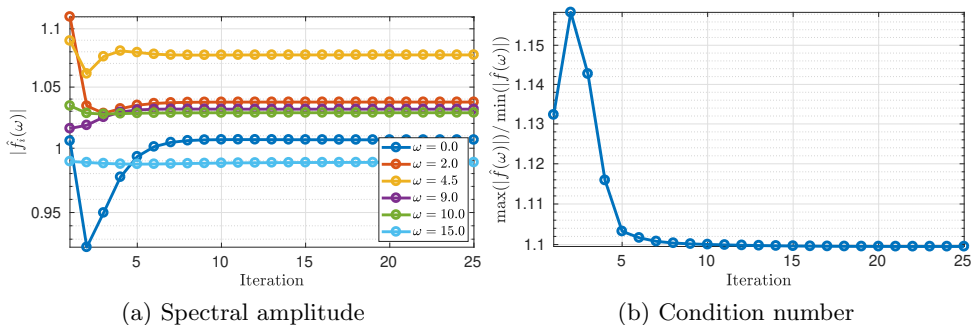 1.1
1.05
1
0.95
5
10
15
20
25
|f̂ᵢ(ω)|
Iteration
ω = 0.0
ω = 2.0
ω = 4.5
ω = 9.0
ω = 10.0
ω = 15.0
(a) Spectral amplitude
1.15
1.14
1.13
1.12
1.11
1.1
5
10
15
20
25
max(|f̂(ω)|)/ min(|f̂(ω)|)
Iteration
(b) Condition number